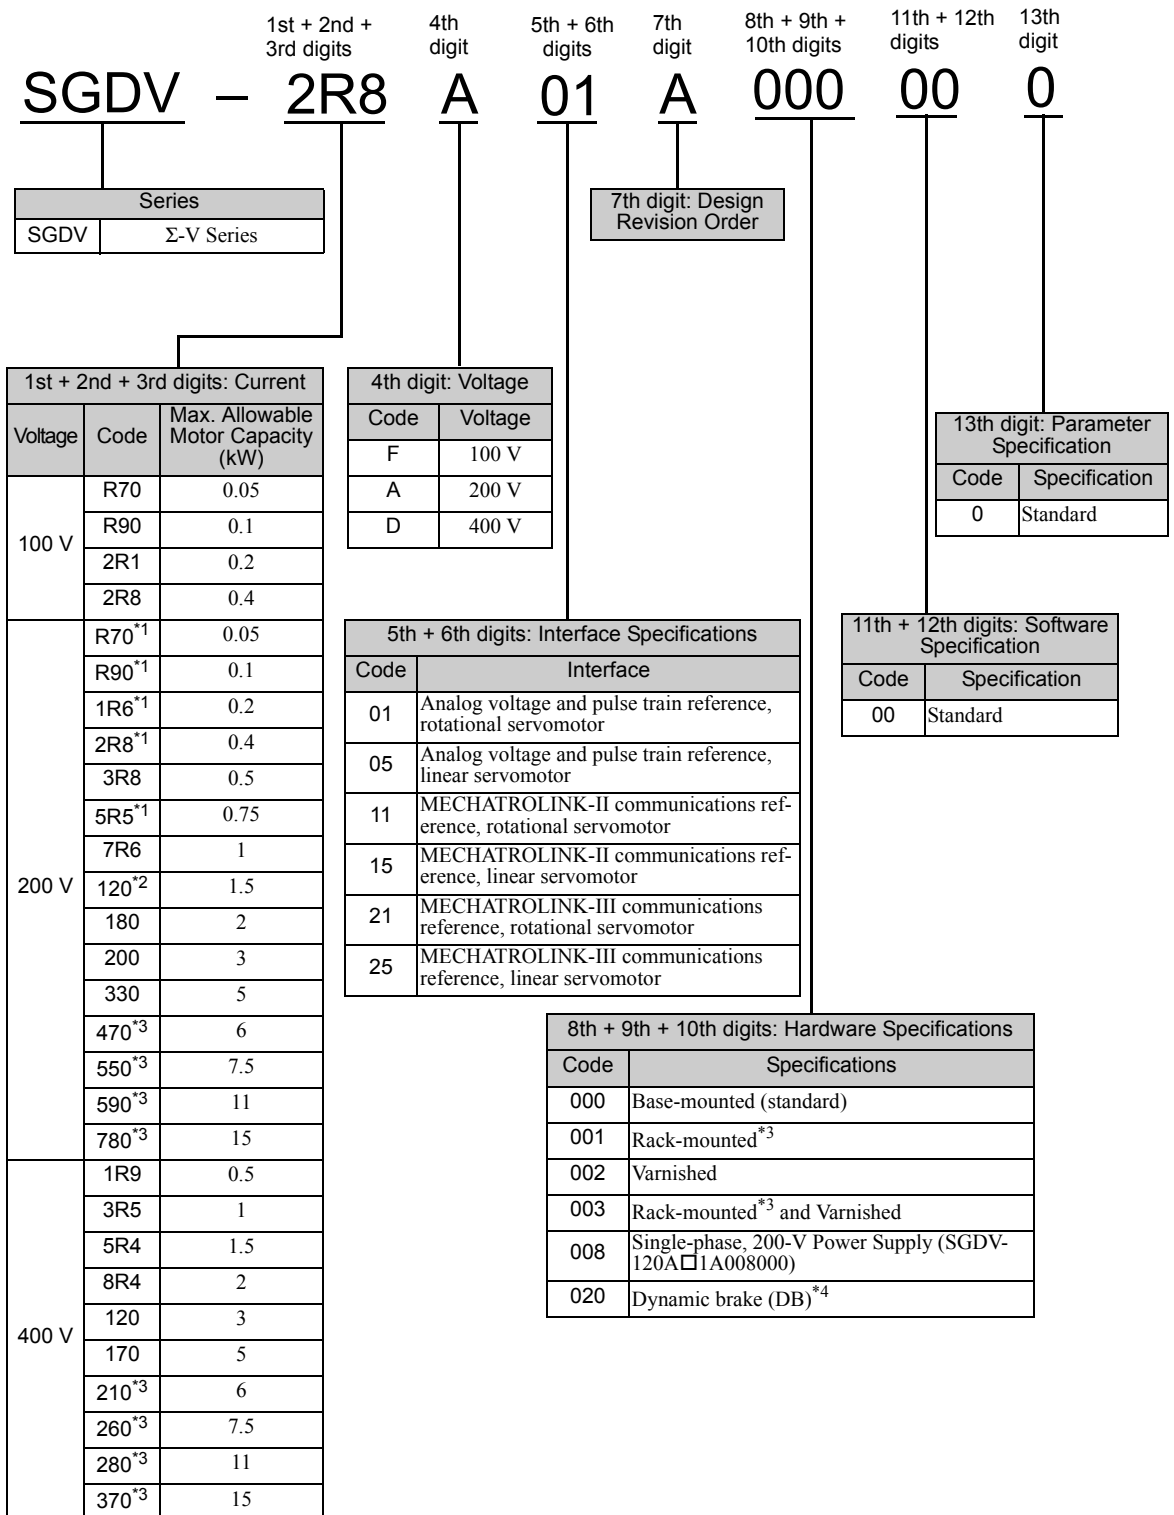 1st + 2nd +
3rd digits
4th
digit
5th + 6th
digits
7th
digit
8th + 9th +
10th digits
11th + 12th
digits
13th
digit
SGDV – 2R8 A 01 A 000 00 0
Series
SGDV Σ-V Series
7th digit: Design
Revision Order
1st + 2nd + 3rd digits: Current
Voltage Code Max. Allowable
Motor Capacity
(kW)
100 V
R70 0.05
R90 0.1
2R1 0.2
2R8 0.4
200 V
R70*1 0.05
R90*1 0.1
1R6*1 0.2
2R8*1 0.4
3R8 0.5
5R5*1 0.75
7R6 1
120*2 1.5
180 2
200 3
330 5
470*3 6
550*3 7.5
590*3 11
780*3 15
400 V
1R9 0.5
3R5 1
5R4 1.5
8R4 2
120 3
170 5
210*3 6
260*3 7.5
280*3 11
370*3 15
4th digit: Voltage
Code Voltage
F 100 V
A 200 V
D 400 V
13th digit: Parameter
Specification
Code Specification
0 Standard
5th + 6th digits: Interface Specifications
Code Interface
01 Analog voltage and pulse train reference,
rotational servomotor
05 Analog voltage and pulse train reference,
linear servomotor
11 MECHATROLINK-II communications ref-
erence, rotational servomotor
15 MECHATROLINK-II communications ref-
erence, linear servomotor
21 MECHATROLINK-III communications
reference, rotational servomotor
25 MECHATROLINK-III communications
reference, linear servomotor
11th + 12th digits: Software
Specification
Code Specification
00 Standard
8th + 9th + 10th digits: Hardware Specifications
Code Specifications
000 Base-mounted (standard)
001 Rack-mounted*3
002 Varnished
003 Rack-mounted*3 and Varnished
008 Single-phase, 200-V Power Supply (SGDV-
120A□1A008000)
020 Dynamic brake (DB)*4